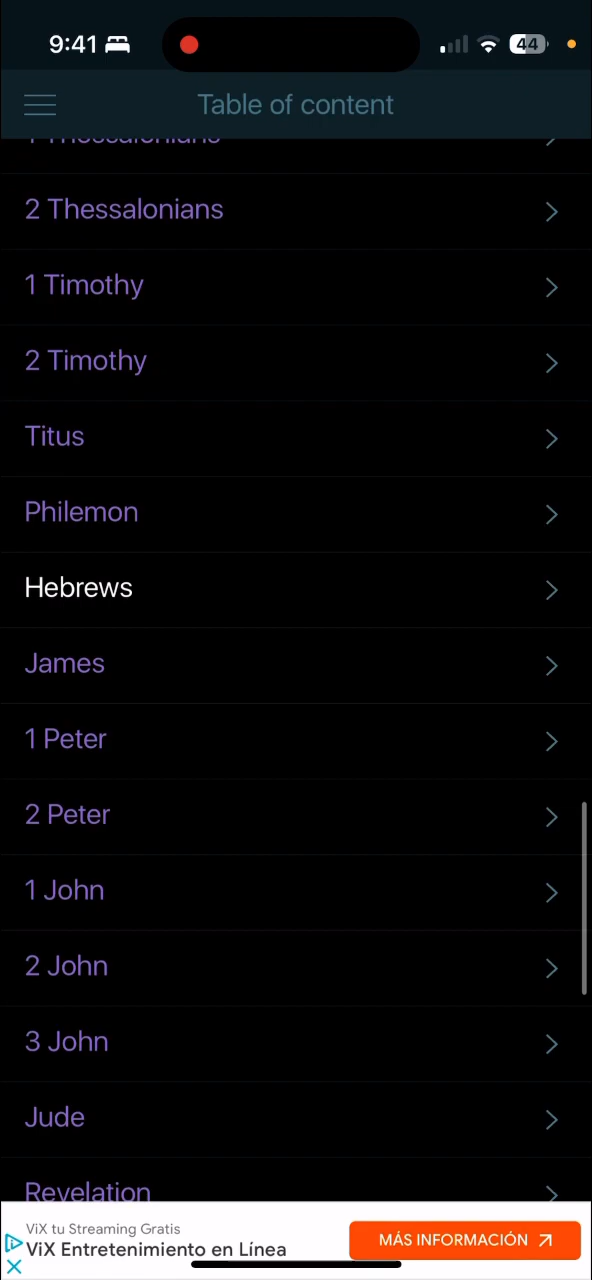 9:41
44
Table of content
1 Thessalonians
2 Thessalonians
1 Timothy
2 Timothy
Titus
Philemon
Hebrews
James
1 Peter
2 Peter
1 John
2 John
3 John
Jude
Revelation
ViX tu Streaming Gratis
ViX Entretenimiento en Línea
MÁS INFORMACIÓN